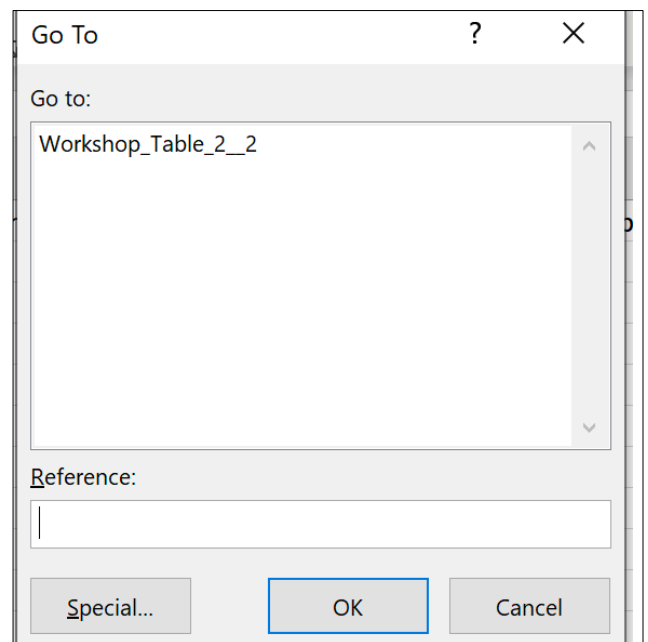 Go To ? ×
Go to:
Workshop_Table_2__2
Reference:
Special... OK Cancel